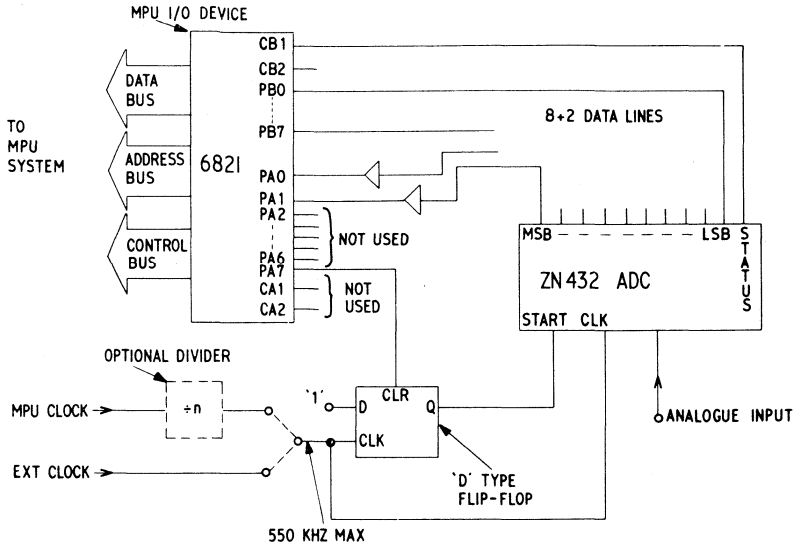 MPU I/O DEVICE
CB1
CB2
PB0
PB7
PA0
PA1
PA2
PA6
PA7
CA1
CA2
6821
DATA
BUS
ADDRESS
BUS
CONTROL
BUS
TO
MPU
SYSTEM
8+2 DATA LINES
NOT USED
NOT
USED
MSB
LSB
STATUS
ZN432 ADC
START CLK
OPTIONAL DIVIDER
÷n
MPU CLOCK
EXT CLOCK
'1'
CLR
D
Q
CLK
ANALOGUE INPUT
'D' TYPE
FLIP-FLOP
550 KHZ MAX